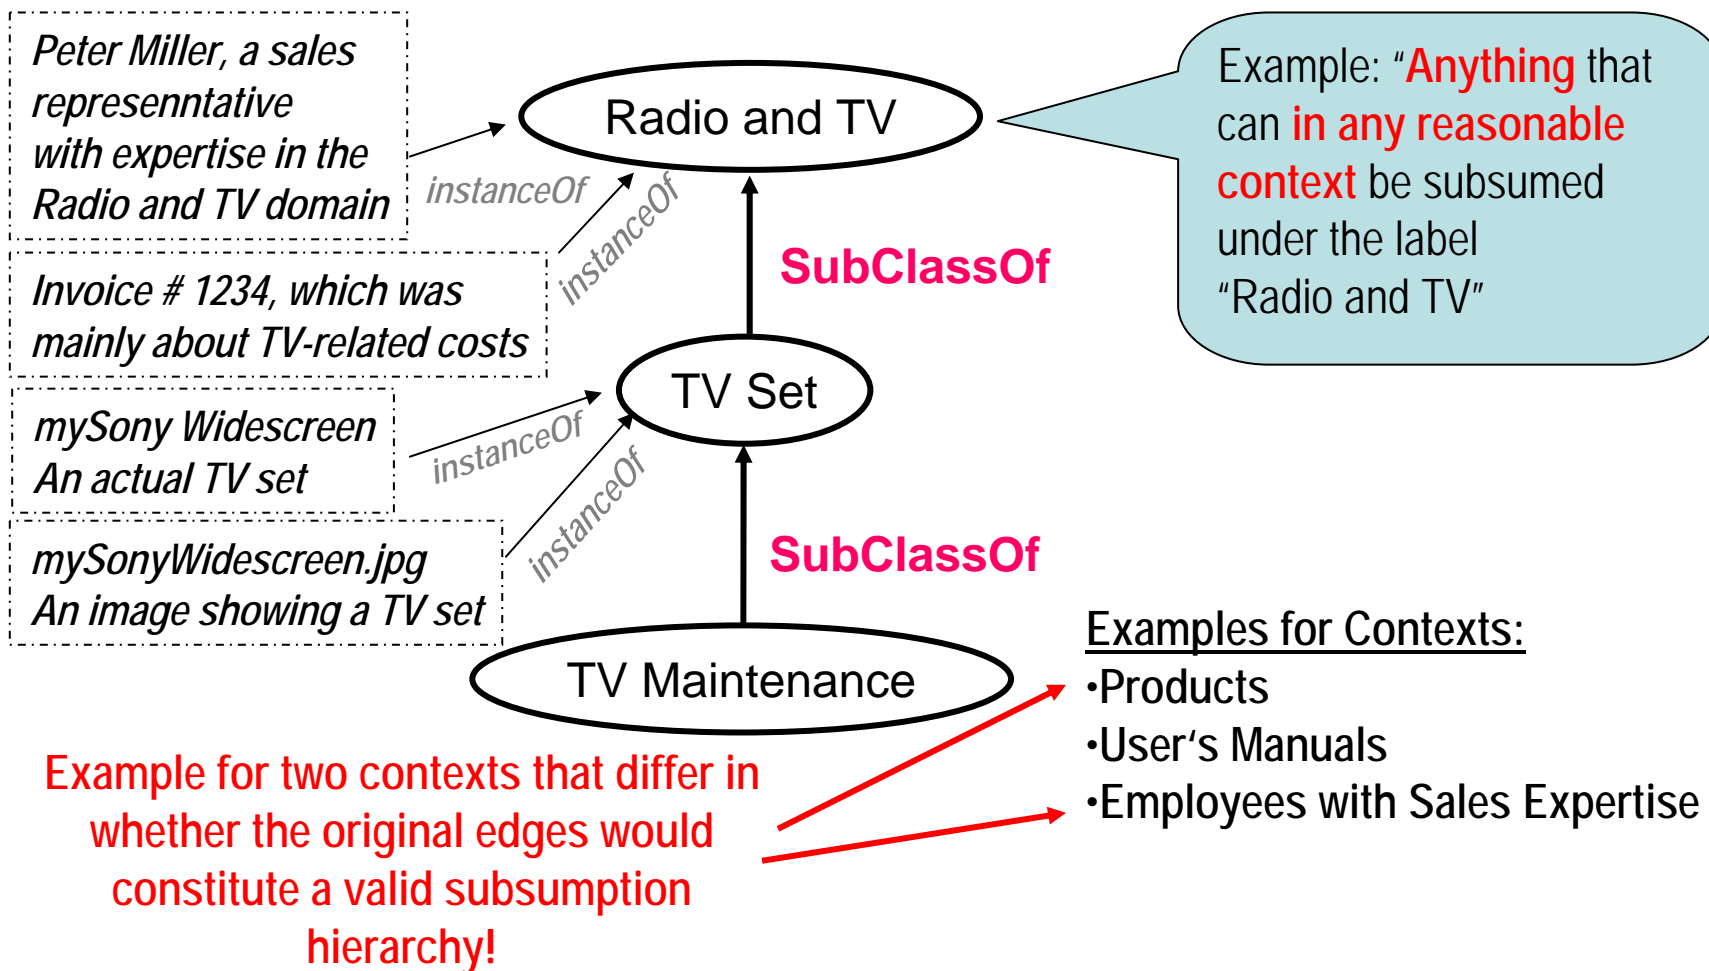 Peter Miller, a sales
represenntative
with expertise in the
Radio and TV domain
Invoice # 1234, which was
mainly about TV-related costs
mySony Widescreen
An actual TV set
mySonyWidescreen.jpg
An image showing a TV set
instanceOf
instanceOf
instanceOf
instanceOf
Radio and TV
SubClassOf
TV Set
SubClassOf
TV Maintenance
Example: “Anything that
can in any reasonable
context be subsumed
under the label
“Radio and TV”
Examples for Contexts:
•Products
•User‘s Manuals
•Employees with Sales Expertise
Example for two contexts that differ in
whether the original edges would
constitute a valid subsumption
hierarchy!